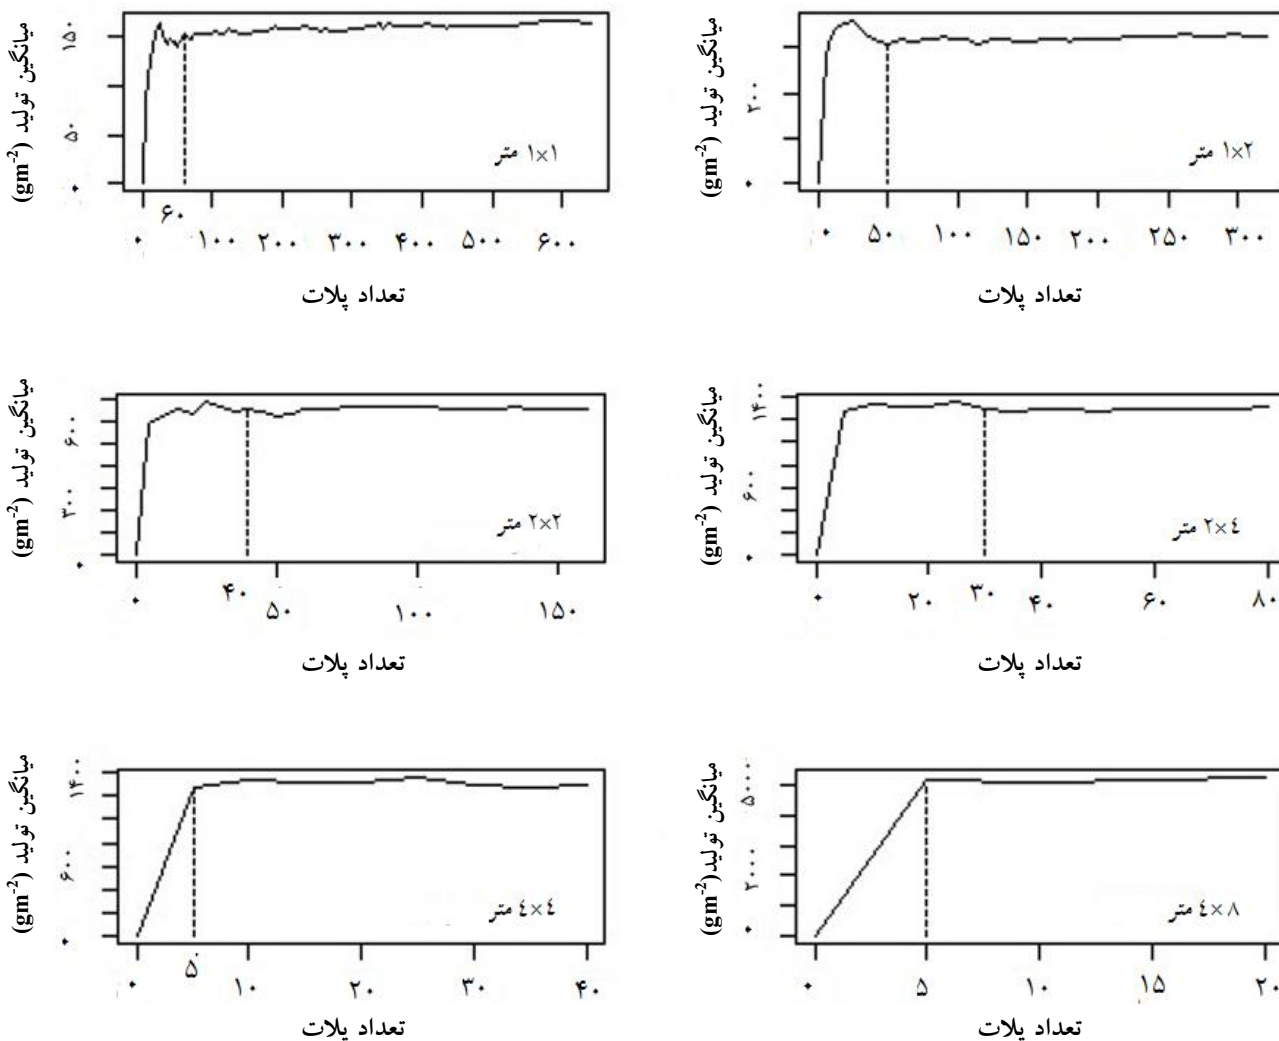 میانگین تولید (gm⁻²)
۱۵۰
۵۰
۰
۱×۱ متر
۰ ۶۰ ۱۰۰ ۲۰۰ ۳۰۰ ۴۰۰ ۵۰۰ ۶۰۰
تعداد پلات
میانگین تولید (gm⁻²)
۲۰۰
۰
۱×۲ متر
۰ ۵۰ ۱۰۰ ۱۵۰ ۲۰۰ ۲۵۰ ۳۰۰
تعداد پلات
میانگین تولید (gm⁻²)
۶۰۰
۳۰۰
۰
۲×۲ متر
۰ ۴۰ ۵۰ ۱۰۰ ۱۵۰
تعداد پلات
میانگین تولید (gm⁻²)
۱۴۰۰
۶۰۰
۰
۲×٤ متر
۰ ۲۰ ۳۰ ۴۰ ۶۰ ۸۰
تعداد پلات
میانگین تولید (gm⁻²)
۱۴۰۰
۶۰۰
۰
٤×٤ متر
۰ ۵ ۱۰ ۲۰ ۳۰ ۴۰
تعداد پلات
میانگین تولید(gm⁻²)
۵۰۰۰
۲۰۰۰
۰
٤×۸ متر
۰ ۵ ۱۰ ۱۵ ۲۰
تعداد پلات